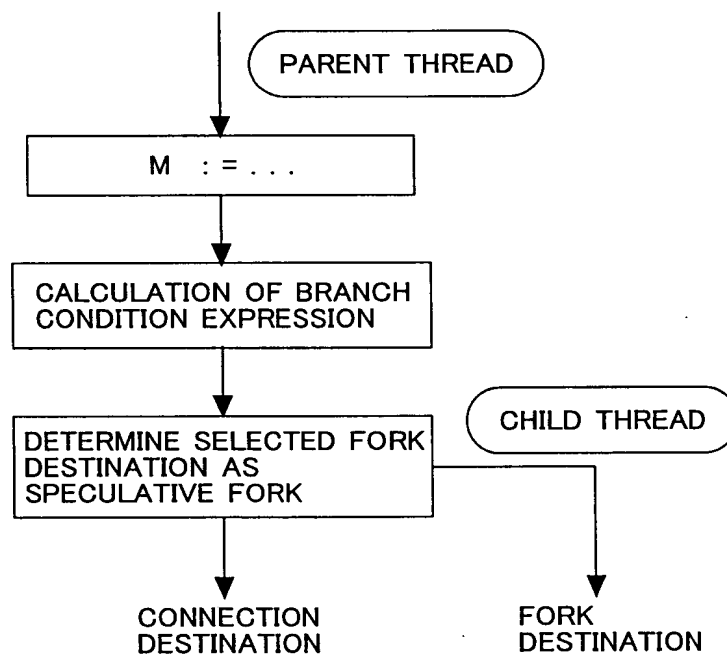 PARENT THREAD
M := ...
CALCULATION OF BRANCH
CONDITION EXPRESSION
CHILD THREAD
DETERMINE SELECTED FORK
DESTINATION AS
SPECULATIVE FORK
CONNECTION
DESTINATION
FORK
DESTINATION